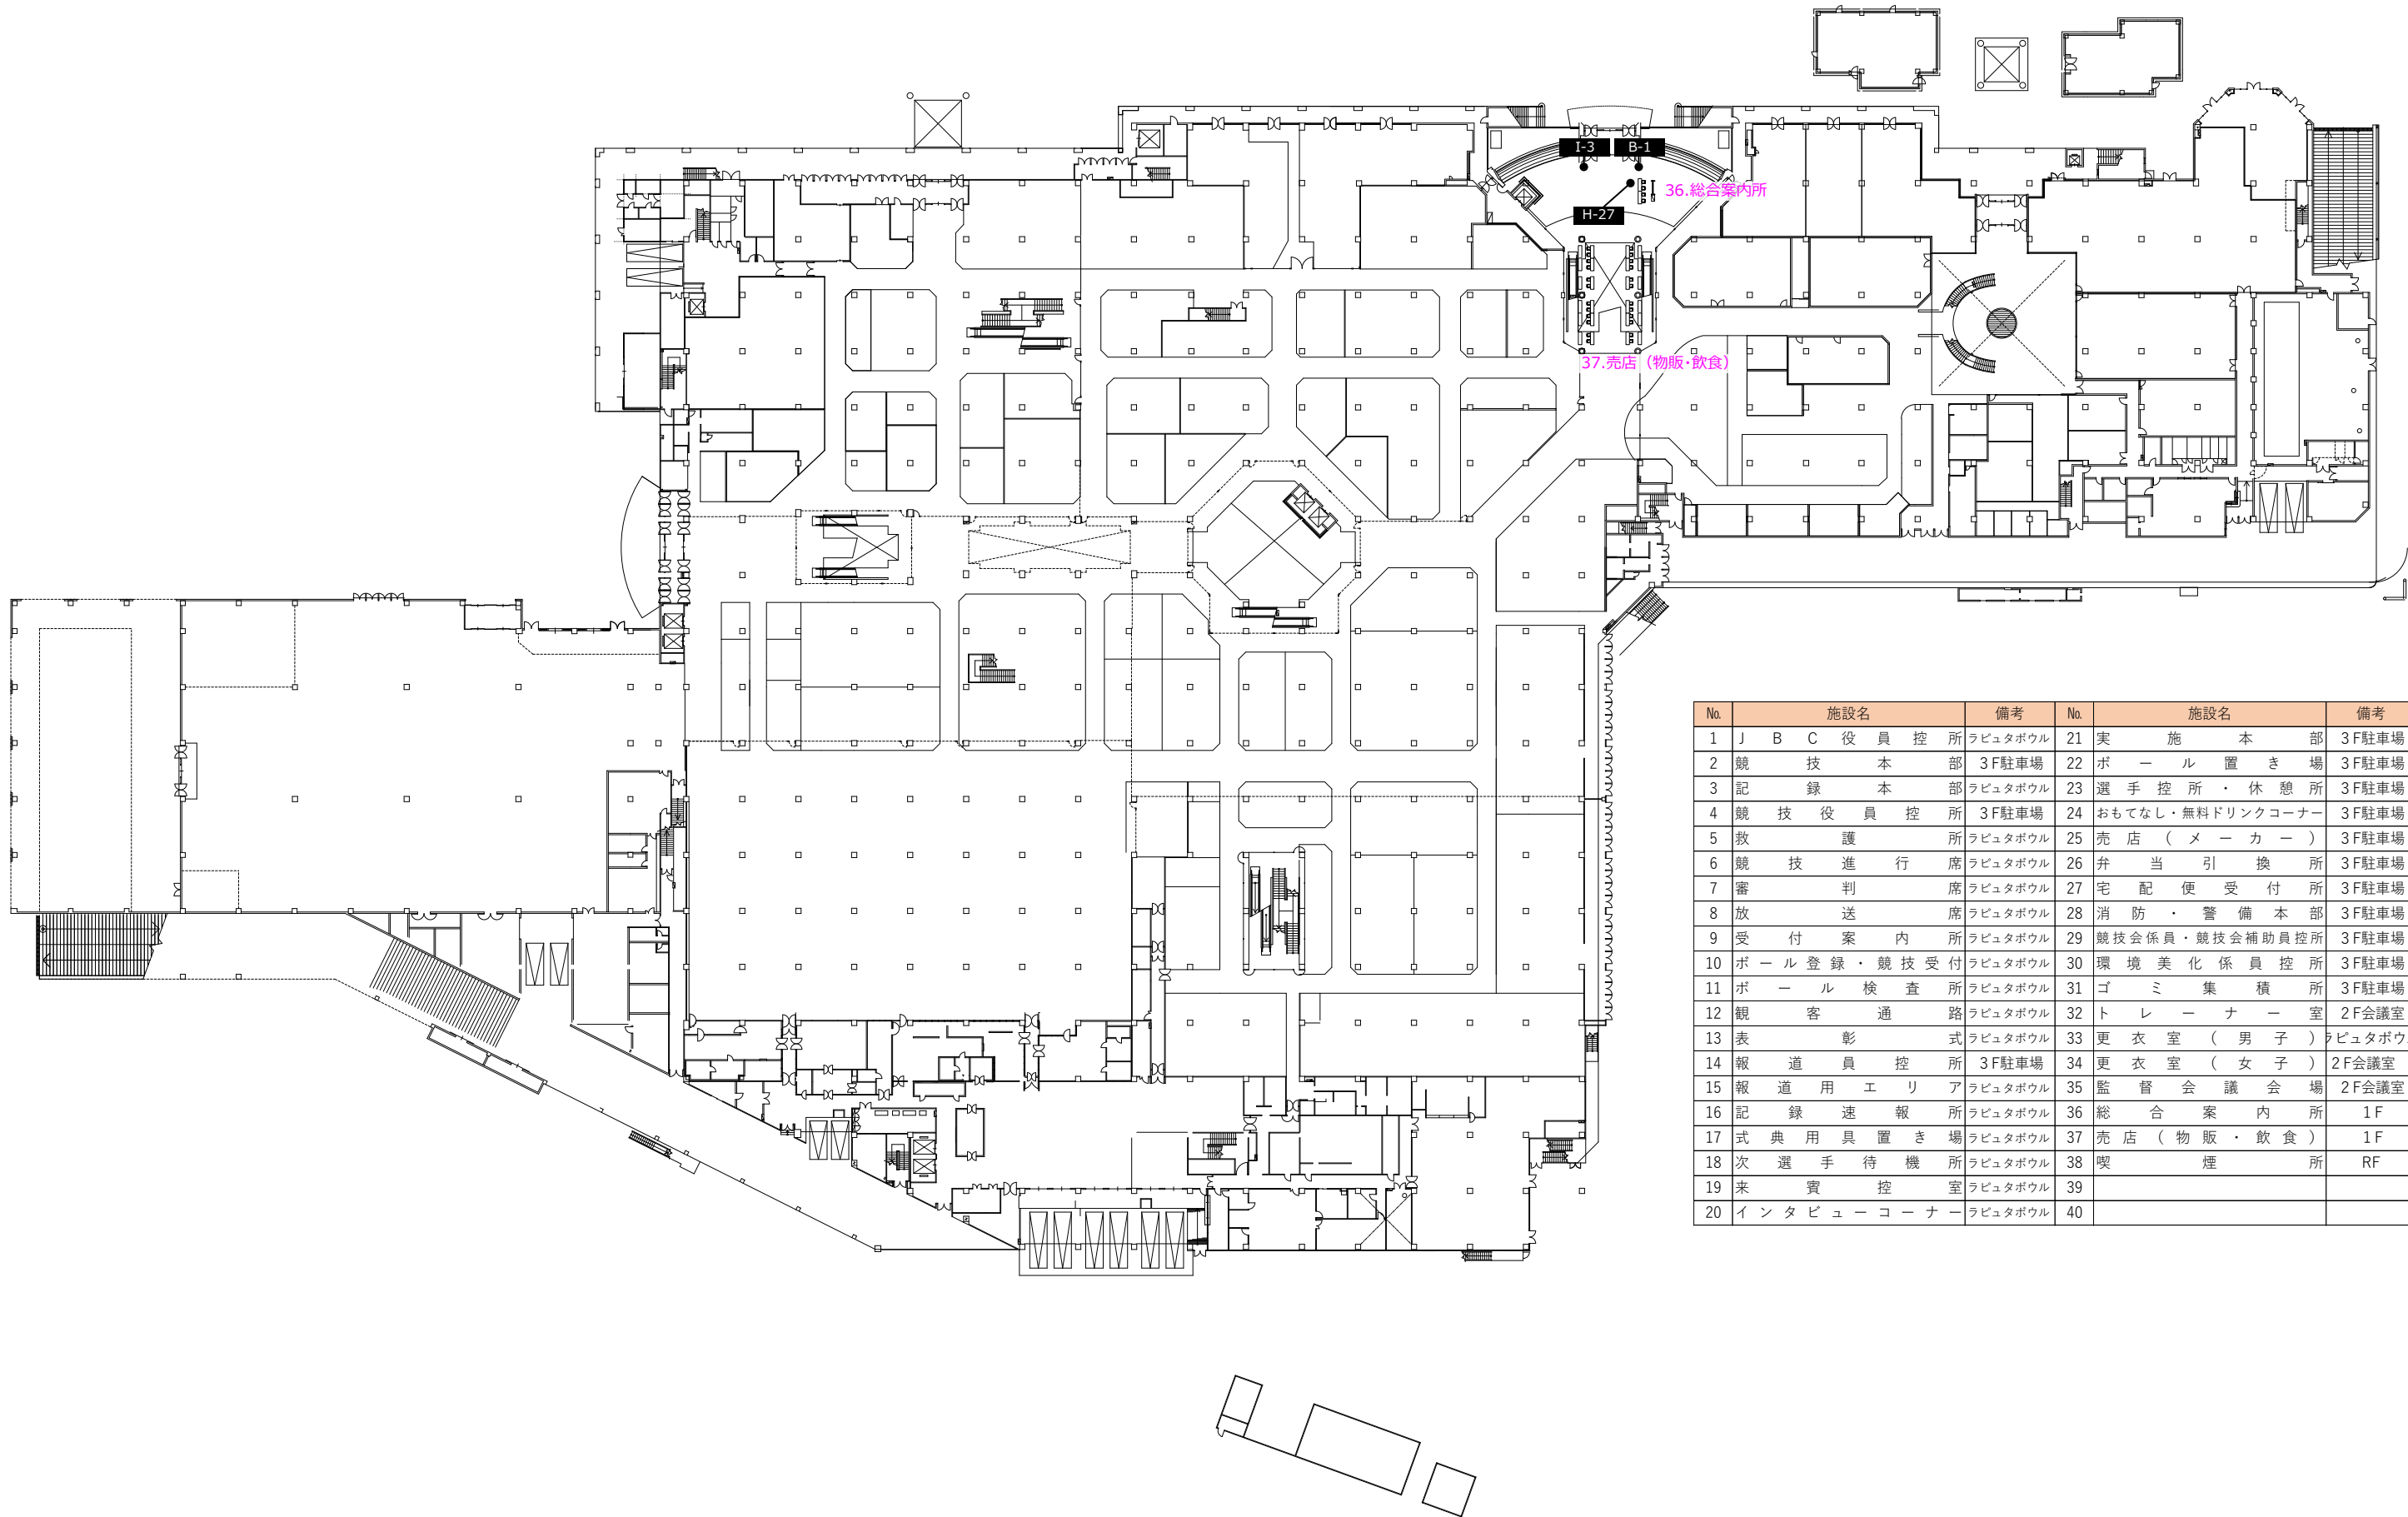 I-3 B-1
36.総合案内所
H-27
37.売店（物販・飲食）
№ 施設名 備考 № 施設名 備考
1 JBC役員控所 ラピュタボウル 21 実施本部 3F駐車場
2 競技本部 3F駐車場 22 ボール置き場 3F駐車場
3 記録本部 ラピュタボウル 23 選手控所・休憩所 3F駐車場
4 競技役員控所 3F駐車場 24 おもてなし・無料ドリンクコーナー 3F駐車場
5 救護所 ラピュタボウル 25 売店（メーカー） 3F駐車場
6 競技進行席 ラピュタボウル 26 弁当引換所 3F駐車場
7 審判席 ラピュタボウル 27 宅配便受付所 3F駐車場
8 放送席 ラピュタボウル 28 消防・警備本部 3F駐車場
9 受付案内所 ラピュタボウル 29 競技会係員・競技会補助員控所 3F駐車場
10 ボール登録・競技受付 ラピュタボウル 30 環境美化係員控所 3F駐車場
11 ボール検査所 ラピュタボウル 31 ゴミ集積所 3F駐車場
12 観客通路 ラピュタボウル 32 トレーナー室 2F会議室
13 表彰式 ラピュタボウル 33 更衣室（男子） ラピュタボウ
14 報道員控所 3F駐車場 34 更衣室（女子） 2F会議室
15 報道用エリア ラピュタボウル 35 監督会議会場 2F会議室
16 記録速報所 ラピュタボウル 36 総合案内所 1F
17 式典用具置き場 ラピュタボウル 37 売店（物販・飲食） 1F
18 次選手待機所 ラピュタボウル 38 喫煙所 RF
19 来賓控室 ラピュタボウル 39
20 インタビューコーナー ラピュタボウル 40